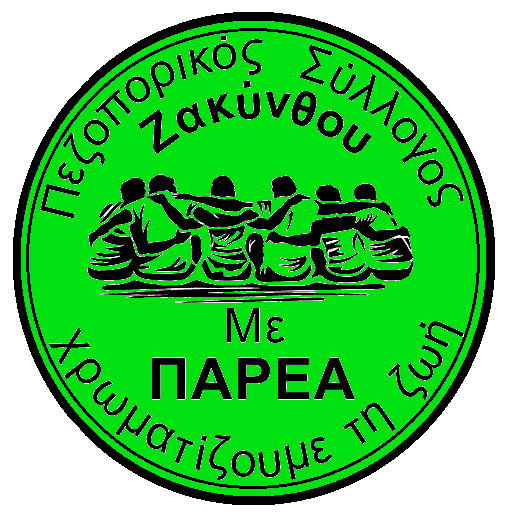 Πεζοπορικός Σύλλογος
Ζακύνθου
Με
ΠΑΡΕΑ
Χρωματίζουμε τη ζωή